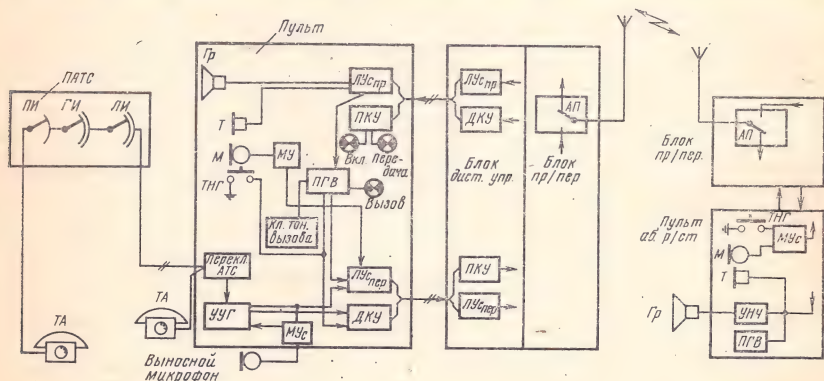 ПАТС
ПИ
ГИ
ЛИ
ТА
Пульт
Гр
Т
М
ТНГ
МУ
ЛУспр
ПКУ
Вкл.
Пере-
дача
ПГВ
Вызов
Кл. тон.
вызова
Перекл
АТС
ТА
УУГ
МУс
ЛУспер
ДКУ
Выносной
микрофон
ЛУспр
ДКУ
Блок
дист. упр.
ПКУ
ЛУспер
АП
Блок
пр/пер
АП
Блок
пр/пер.
Пульт
аб. р/ст
ТНГ
МУс
М
Т
Гр
УНЧ
ПГВ